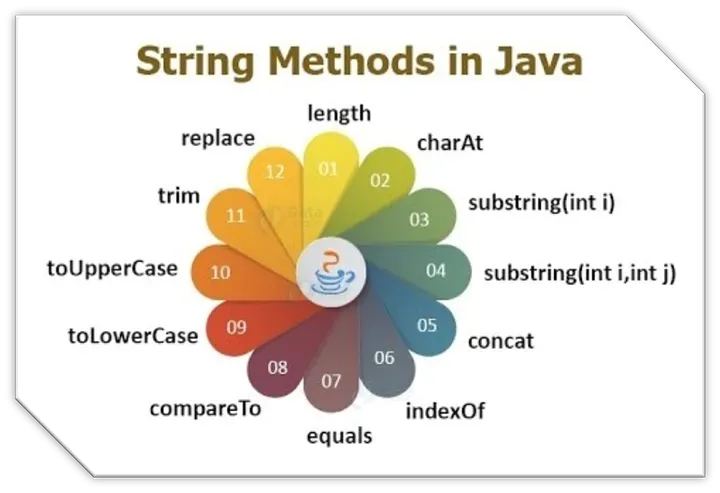 String Methods in Java
length
01
charAt
02
substring(int i)
03
substring(int i,int j)
04
concat
05
indexOf
06
equals
07
compareTo
08
toLowerCase
09
toUpperCase
10
trim
11
replace
12